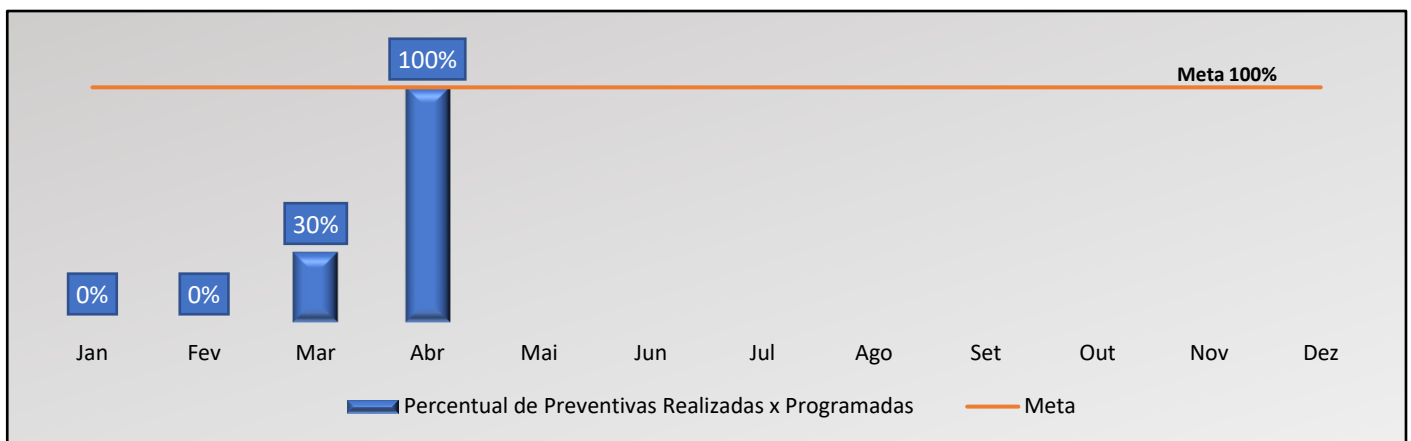 100%
Meta 100%
30%
0% 0%
Jan Fev Mar Abr Mai Jun Jul Ago Set Out Nov Dez
Percentual de Preventivas Realizadas x Programadas Meta